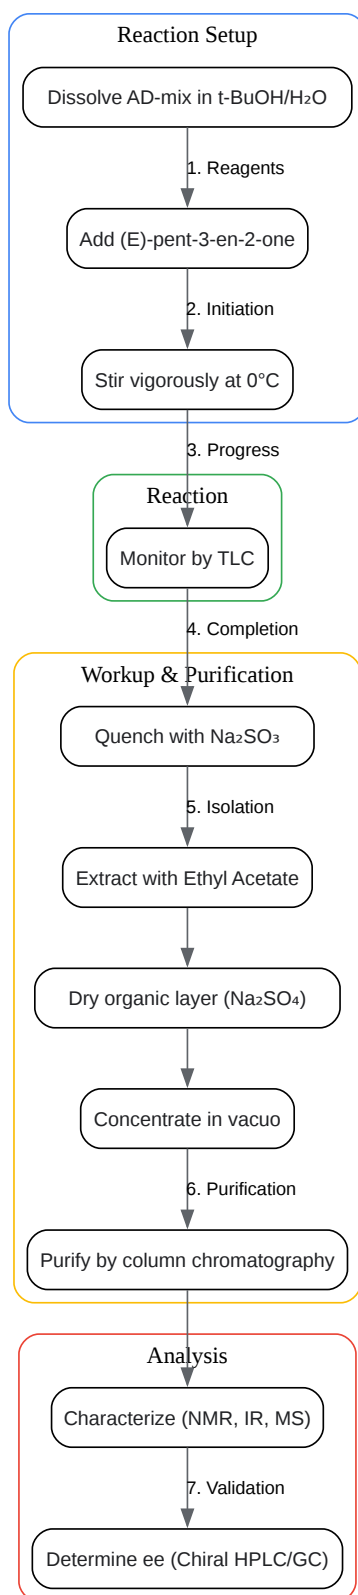 Reaction Setup
Dissolve AD-mix in t-BuOH/H₂O
1. Reagents
Add (E)-pent-3-en-2-one
2. Initiation
Stir vigorously at 0°C
3. Progress
Reaction
Monitor by TLC
4. Completion
Workup & Purification
Quench with Na₂SO₃
5. Isolation
Extract with Ethyl Acetate
Dry organic layer (Na₂SO₄)
Concentrate in vacuo
6. Purification
Purify by column chromatography
Analysis
Characterize (NMR, IR, MS)
7. Validation
Determine ee (Chiral HPLC/GC)